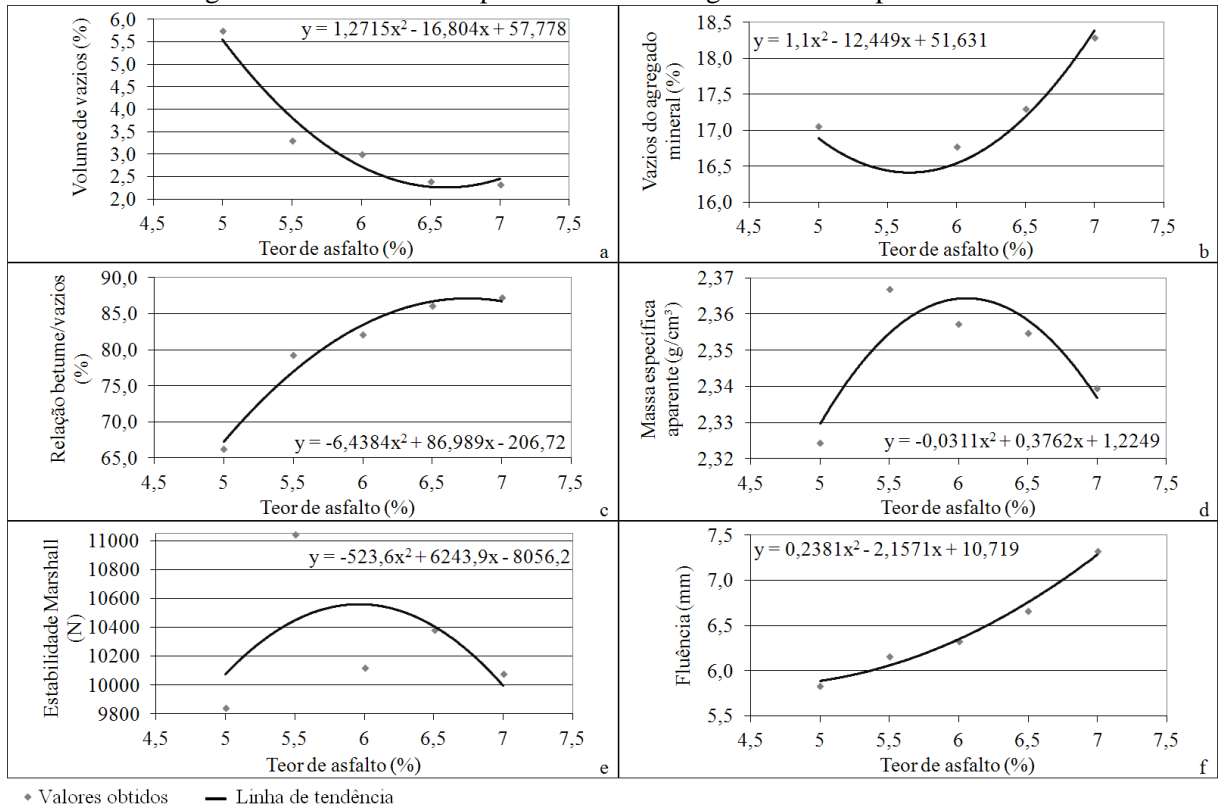 Volume de vazios (%)
6,0
5,5
5,0
4,5
4,0
3,5
3,0
2,5
2,0
y = 1,2715x² - 16,804x + 57,778
4,5 5 5,5 6 6,5 7 7,5
Teor de asfalto (%)
a
Vazios do agregado
mineral (%)
18,5
18,0
17,5
17,0
16,5
16,0
y = 1,1x² - 12,449x + 51,631
4,5 5 5,5 6 6,5 7 7,5
Teor de asfalto (%)
b
Relação betume/vazios
(%)
90,0
85,0
80,0
75,0
70,0
65,0
y = -6,4384x² + 86,989x - 206,72
4,5 5 5,5 6 6,5 7 7,5
Teor de asfalto (%)
c
Massa específica
aparente (g/cm³)
2,37
2,36
2,35
2,34
2,33
2,32
y = -0,0311x² + 0,3762x + 1,2249
4,5 5 5,5 6 6,5 7 7,5
Teor de asfalto (%)
d
Estabilidade Marshall
(N)
11000
10800
10600
10400
10200
10000
9800
y = -523,6x² + 6243,9x - 8056,2
4,5 5 5,5 6 6,5 7 7,5
Teor de asfalto (%)
e
Fluência (mm)
7,5
7,0
6,5
6,0
5,5
y = 0,2381x² - 2,1571x + 10,719
4,5 5 5,5 6 6,5 7 7,5
Teor de asfalto (%)
f
Valores obtidos Linha de tendência